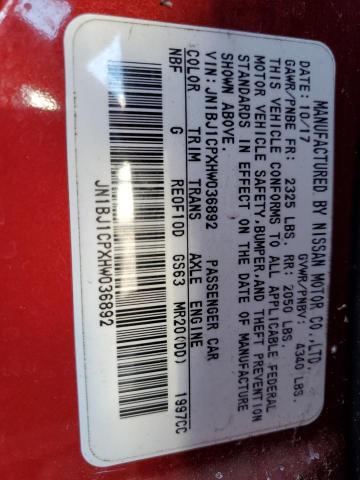 MANUFACTURED BY NISSAN MOTOR CO.,LTD.
DATE: 10/17 GVWR/PNBV: 4340 LBS.
GAWR/PNBE FR: 2325 LBS. RR: 2050 LBS.
THIS VEHICLE CONFORMS TO ALL APPLICABLE FEDERAL
MOTOR VEHICLE SAFETY,BUMPER,AND THEFT PREVENTION
STANDARDS IN EFFECT ON THE DATE OF MANUFACTURE
SHOWN ABOVE.
VIN:JN1BJ1CPXHW036892 PASSENGER CAR
COLOR TRIM TRANS AXLE ENGINE
NBF G RE0F10D GS63 MR20(DD) 1997CC
JN1BJ1CPXHW036892